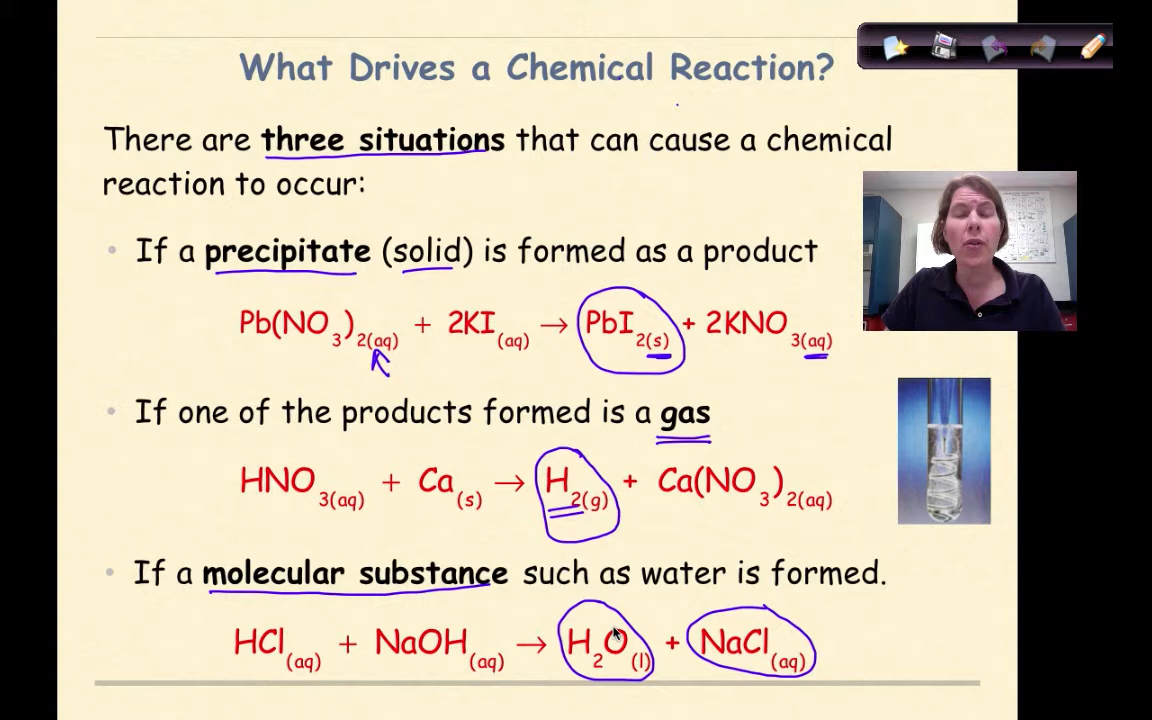 What Drives a Chemical Reaction?
There are three situations that can cause a chemical
reaction to occur:
• If a precipitate (solid) is formed as a product
Pb(NO₃)₂(aq) + 2KI(aq) → PbI₂(s) + 2KNO₃(aq)
• If one of the products formed is a gas
HNO₃(aq) + Ca(s) → H₂(g) + Ca(NO₃)₂(aq)
• If a molecular substance such as water is formed.
HCl(aq) + NaOH(aq) → H₂O(l) + NaCl(aq)